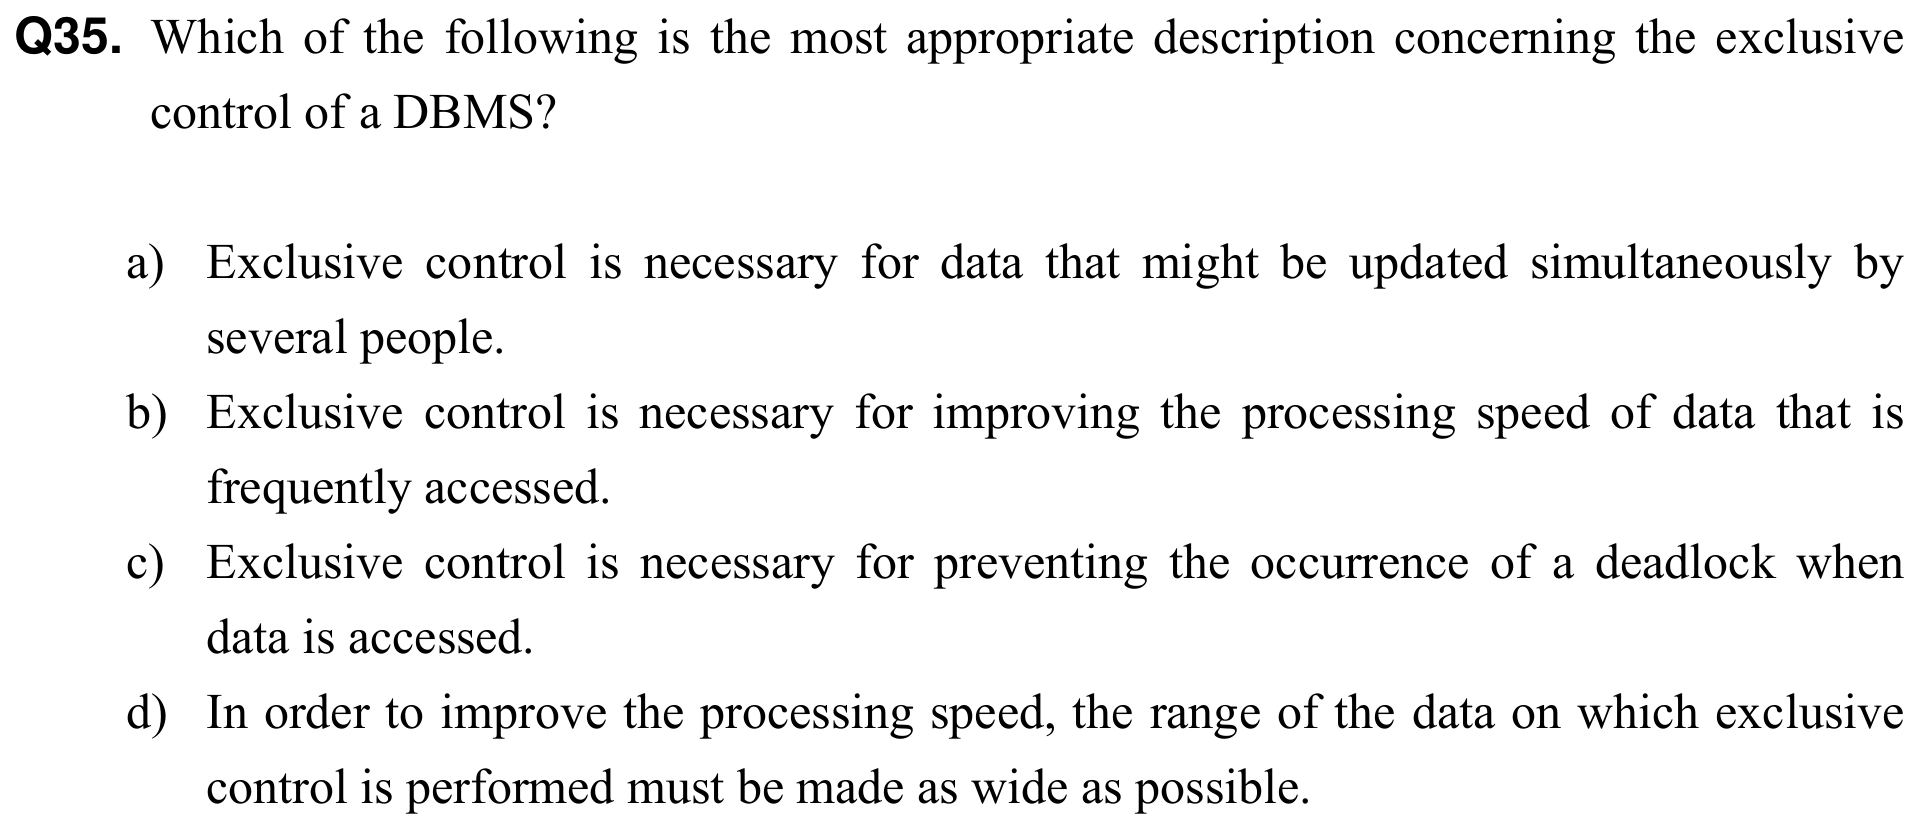 Q35. Which of the following is the most appropriate description concerning the exclusive
control of a DBMS?
a) Exclusive control is necessary for data that might be updated simultaneously by
several people.
b) Exclusive control is necessary for improving the processing speed of data that is
frequently accessed.
c) Exclusive control is necessary for preventing the occurrence of a deadlock when
data is accessed.
d) In order to improve the processing speed, the range of the data on which exclusive
control is performed must be made as wide as possible.